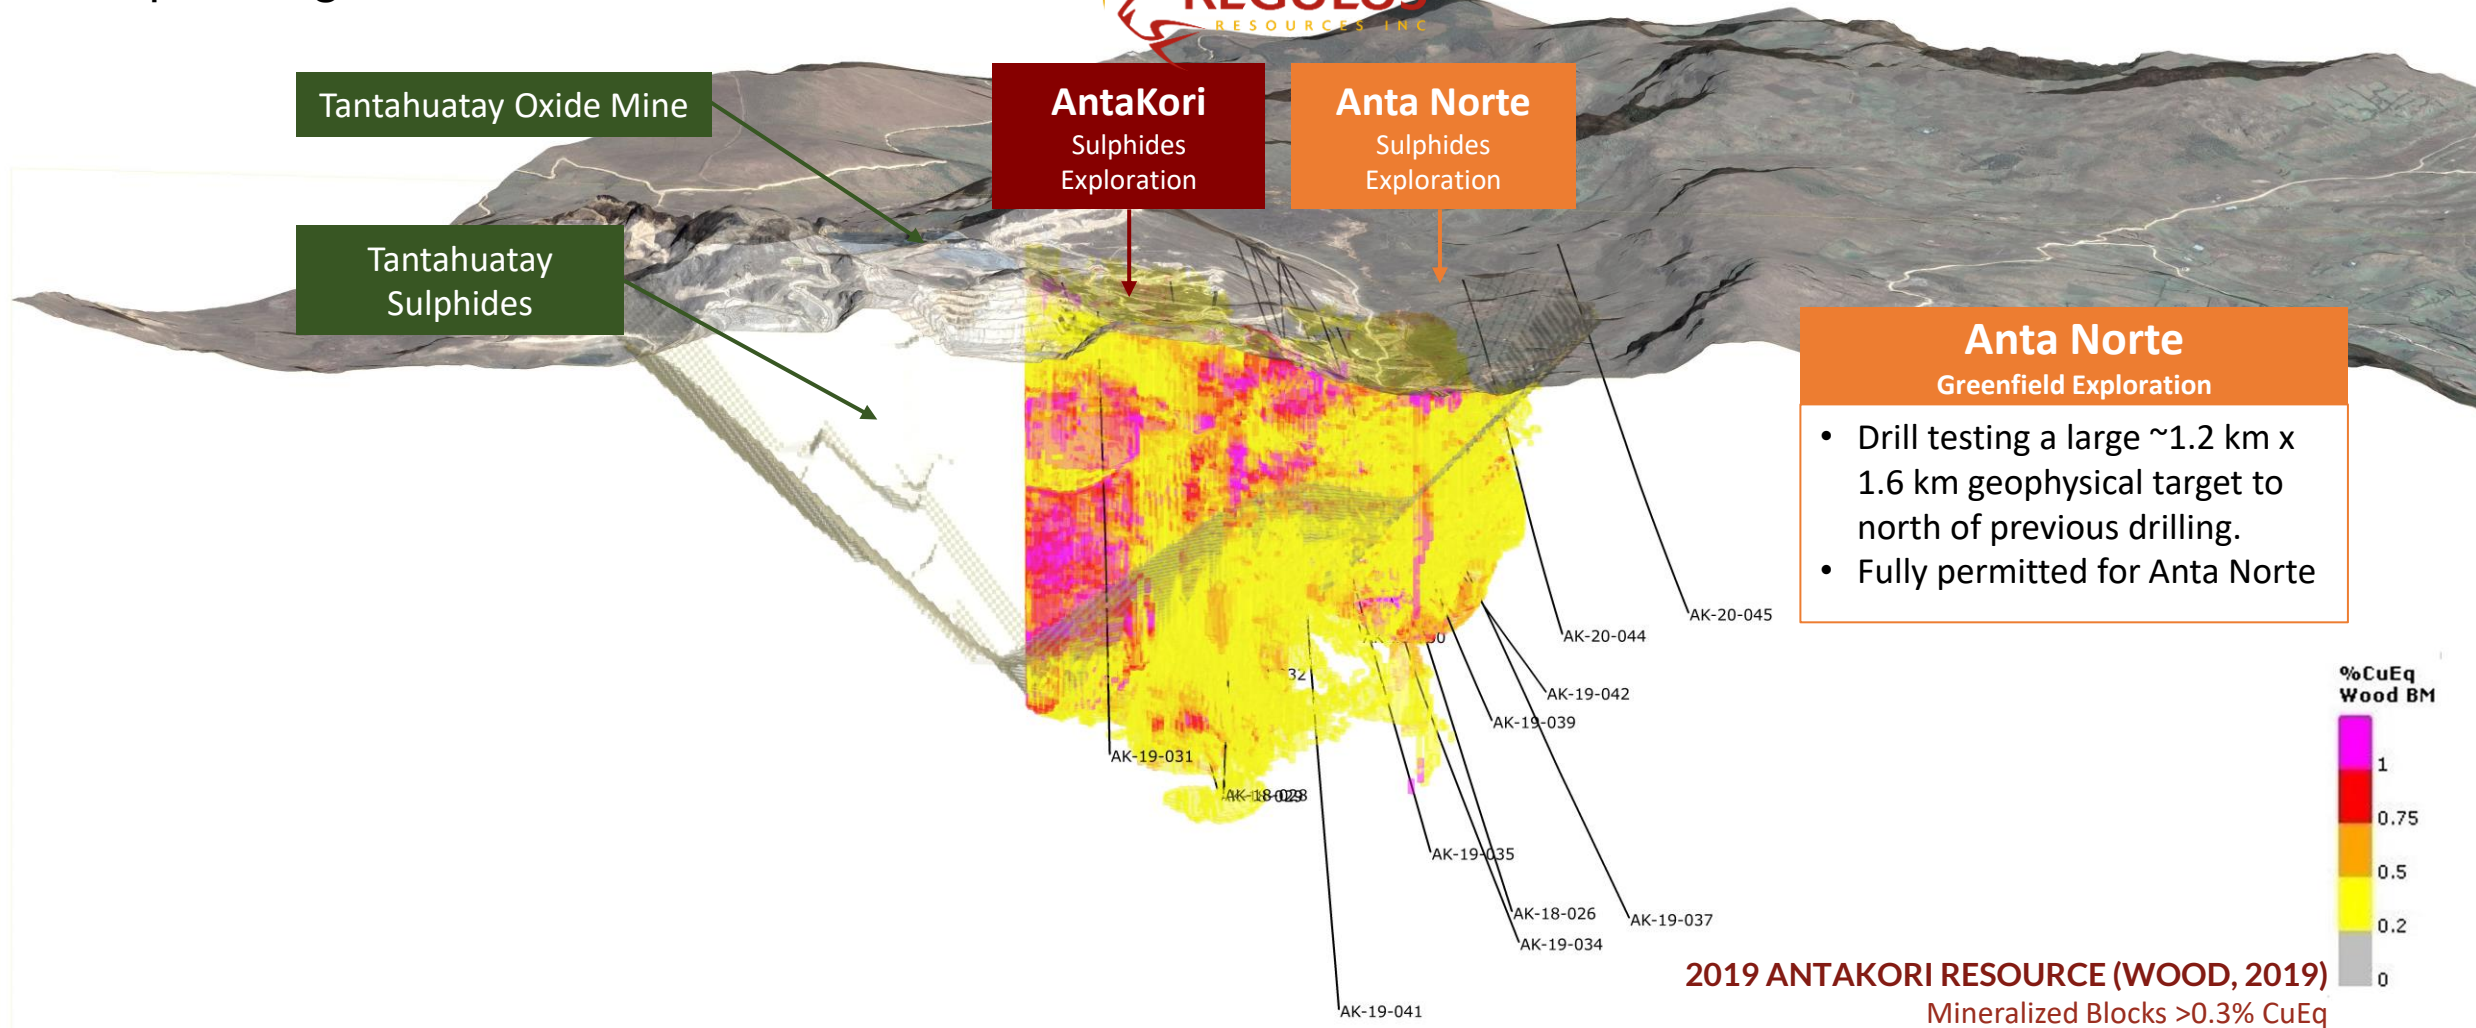 REGULUS
RESOURCES INC
Tantahuatay Oxide Mine
AntaKori
Sulphides
Exploration
Anta Norte
Sulphides
Exploration
Tantahuatay
Sulphides
Anta Norte
Greenfield Exploration
• Drill testing a large ~1.2 km x
1.6 km geophysical target to
north of previous drilling.
• Fully permitted for Anta Norte
AK-20-045
AK-20-044
32
AK-19-042
AK-19-039
AK-19-031
AK-19-035
AK-18-026
AK-19-037
AK-19-034
AK-19-041
%CuEq
Wood BM
1
0.75
0.5
0.2
0
2019 ANTAKORI RESOURCE (WOOD, 2019)
Mineralized Blocks >0.3% CuEq